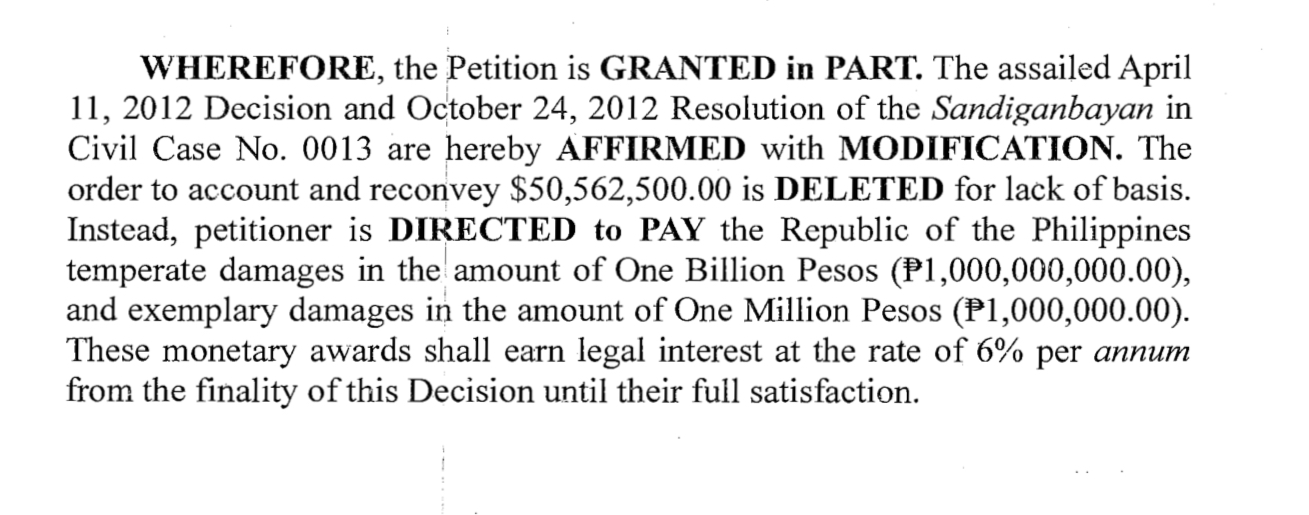 WHEREFORE, the Petition is GRANTED in PART. The assailed April
11, 2012 Decision and October 24, 2012 Resolution of the Sandiganbayan in
Civil Case No. 0013 are hereby AFFIRMED with MODIFICATION. The
order to account and reconvey $50,562,500.00 is DELETED for lack of basis.
Instead, petitioner is DIRECTED to PAY the Republic of the Philippines
temperate damages in the amount of One Billion Pesos (₱1,000,000,000.00),
and exemplary damages in the amount of One Million Pesos (₱1,000,000.00).
These monetary awards shall earn legal interest at the rate of 6% per annum
from the finality of this Decision until their full satisfaction.